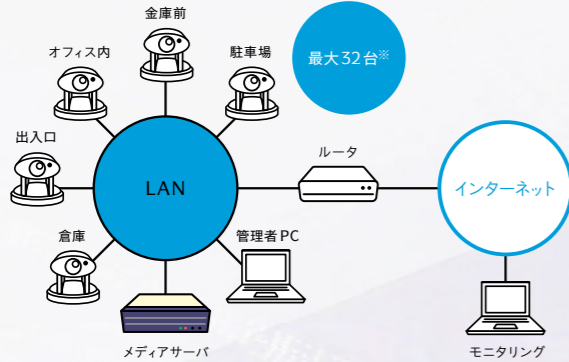 金庫前
オフィス内
駐車場
最大32台※
出入口
LAN
ルータ
インターネット
倉庫
管理者PC
メディアサーバ
モニタリング